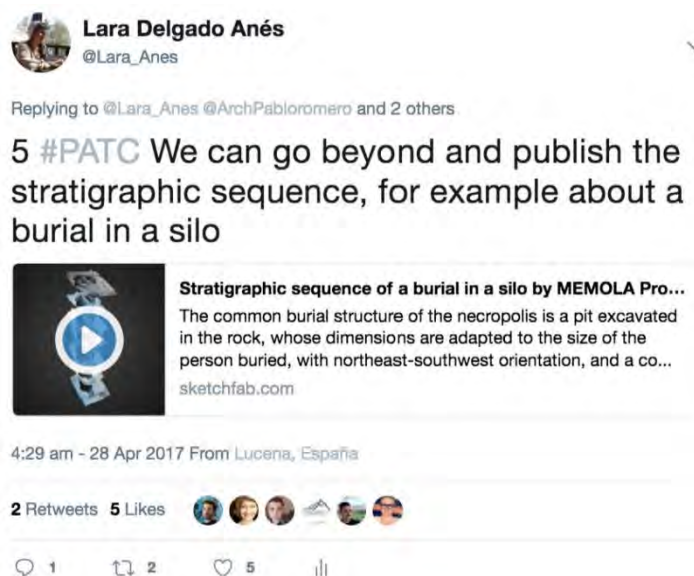 Lara Delgado Anés
@Lara_Anes
Replying to @Lara_Anes @ArchPabloromero and 2 others
5 #PATC We can go beyond and publish the
stratigraphic sequence, for example about a
burial in a silo
Stratigraphic sequence of a burial in a silo by MEMOLA Pro...
The common burial structure of the necropolis is a pit excavated
in the rock, whose dimensions are adapted to the size of the
person buried, with northeast-southwest orientation, and a co...
sketchfab.com
4:29 am - 28 Apr 2017 From Lucena, España
2 Retweets 5 Likes
1 2 5